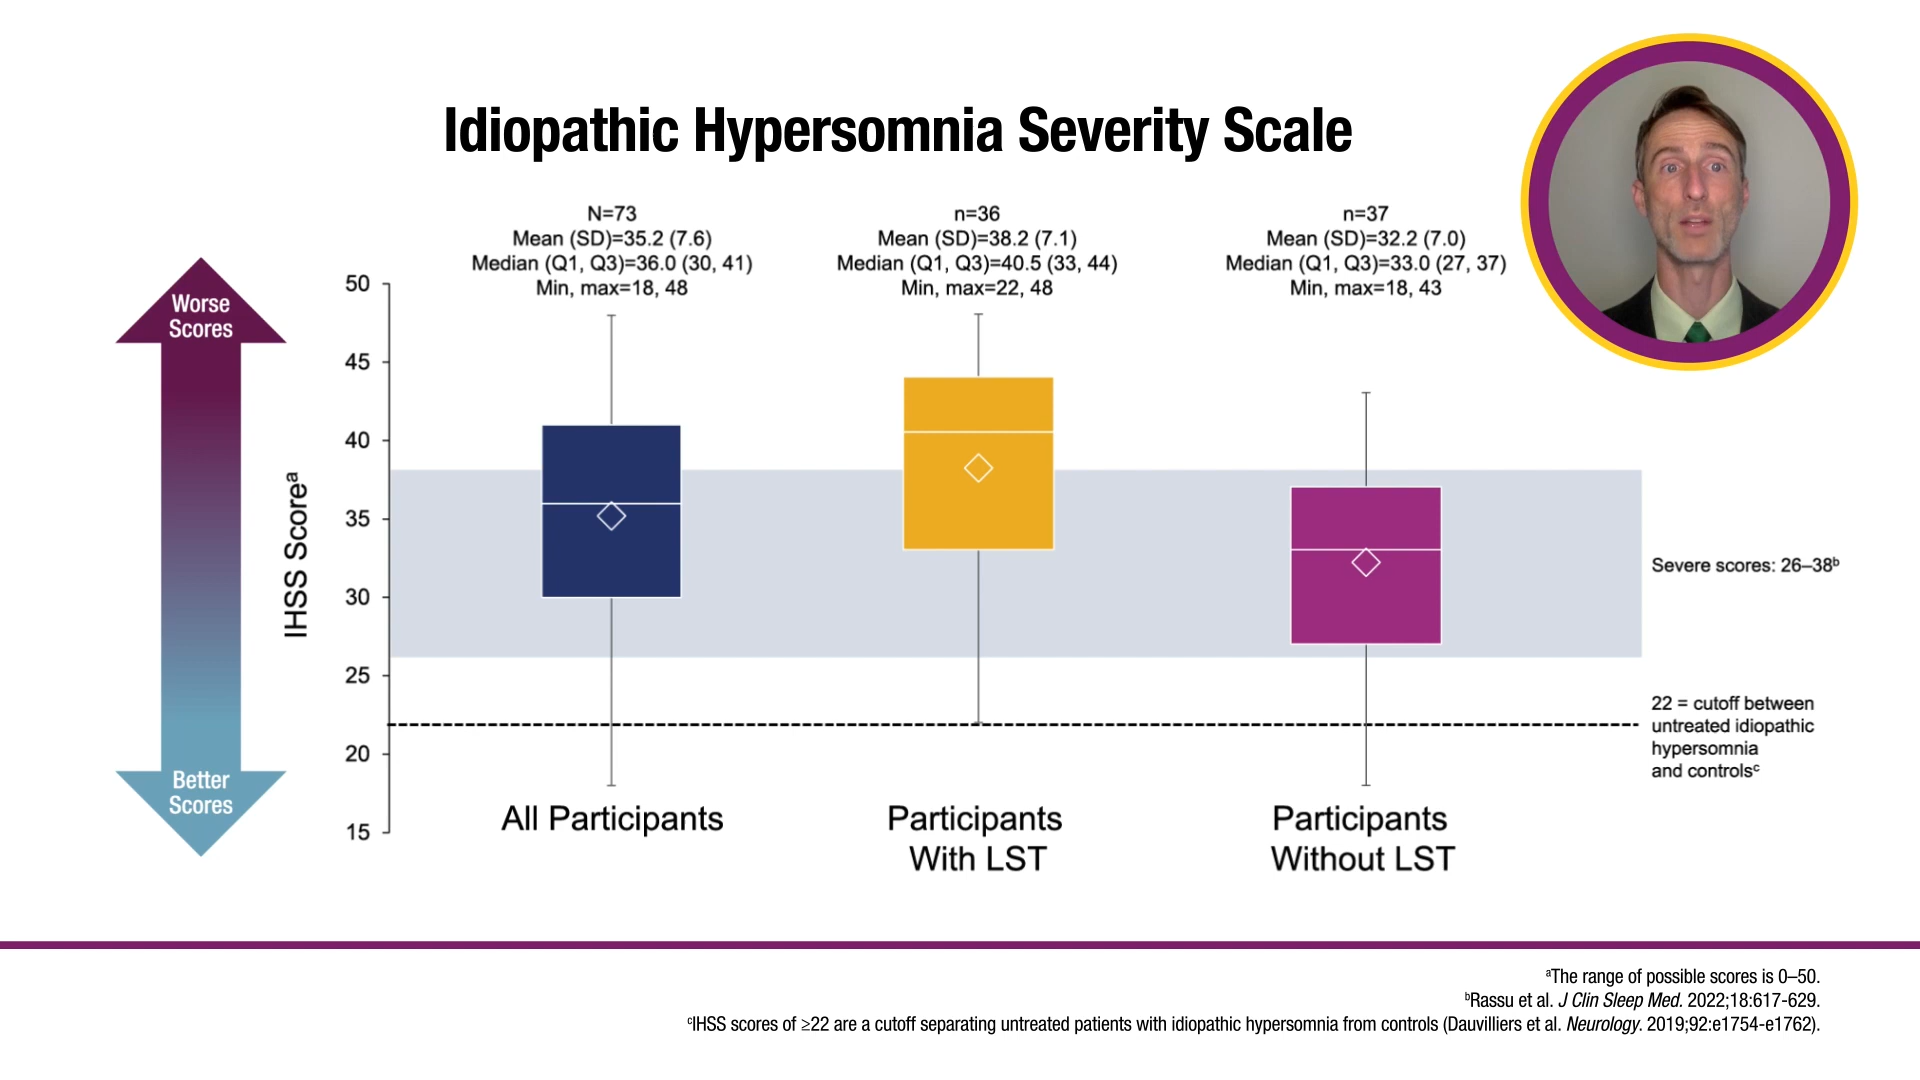 Idiopathic Hypersomnia Severity Scale
N=73
Mean (SD)=35.2 (7.6)
Median (Q1, Q3)=36.0 (30, 41)
Min, max=18, 48
n=36
Mean (SD)=38.2 (7.1)
Median (Q1, Q3)=40.5 (33, 44)
Min, max=22, 48
n=37
Mean (SD)=32.2 (7.0)
Median (Q1, Q3)=33.0 (27, 37)
Min, max=18, 43
Worse
Scores
Better
Scores
IHSS Scoreᵃ
50
45
40
35
30
25
20
15
Severe scores: 26–38ᵇ
22 = cutoff between
untreated idiopathic
hypersomnia
and controlsᶜ
All Participants
Participants
With LST
Participants
Without LST
ᵃThe range of possible scores is 0–50.
ᵇRassu et al. J Clin Sleep Med. 2022;18:617-629.
ᶜIHSS scores of ≥22 are a cutoff separating untreated patients with idiopathic hypersomnia from controls (Dauvilliers et al. Neurology. 2019;92:e1754-e1762).